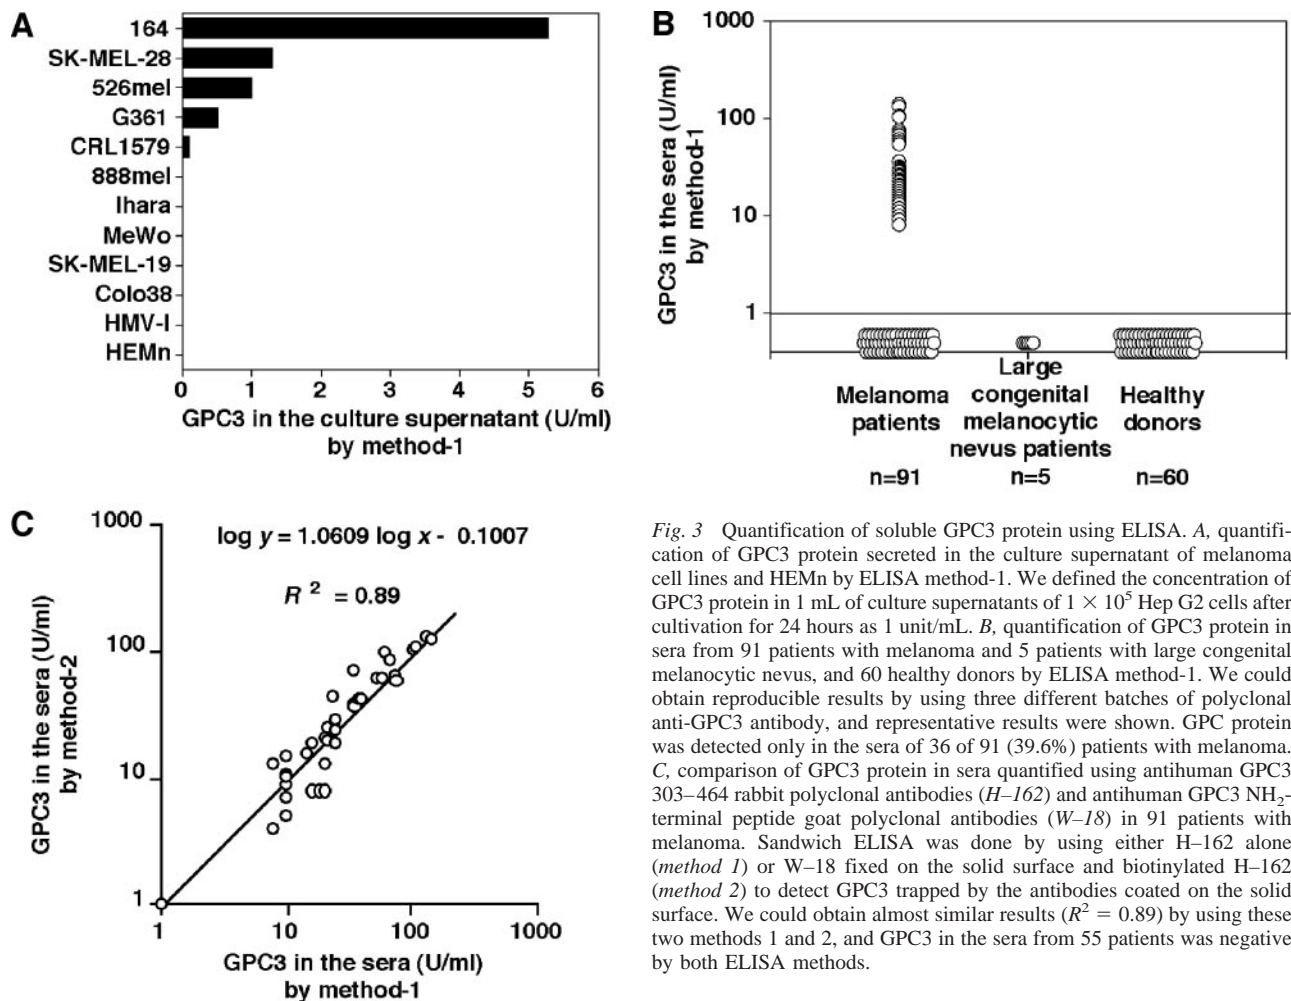 A
164
SK-MEL-28
526mel
G361
CRL1579
888mel
Ihara
MeWo
SK-MEL-19
Colo38
HMV-I
HEMn
0 1 2 3 4 5 6
GPC3 in the culture supernatant (U/ml)
by method-1
B
GPC3 in the sera (U/ml)
by method-1
1000
100
10
1
Melanoma
patients
n=91
Large
congenital
melanocytic
nevus patients
n=5
Healthy
donors
n=60
C
GPC3 in the sera (U/ml)
by method-2
1000
100
10
1
log y = 1.0609 log x - 0.1007
R 2 = 0.89
1 10 100 1000
GPC3 in the sera (U/ml)
by method-1
Fig. 3 Quantification of soluble GPC3 protein using ELISA. A, quantifi-
cation of GPC3 protein secreted in the culture supernatant of melanoma
cell lines and HEMn by ELISA method-1. We defined the concentration of
GPC3 protein in 1 mL of culture supernatants of 1 × 10⁵ Hep G2 cells after
cultivation for 24 hours as 1 unit/mL. B, quantification of GPC3 protein in
sera from 91 patients with melanoma and 5 patients with large congenital
melanocytic nevus, and 60 healthy donors by ELISA method-1. We could
obtain reproducible results by using three different batches of polyclonal
anti-GPC3 antibody, and representative results were shown. GPC protein
was detected only in the sera of 36 of 91 (39.6%) patients with melanoma.
C, comparison of GPC3 protein in sera quantified using antihuman GPC3
303–464 rabbit polyclonal antibodies (H–162) and antihuman GPC3 NH₂-
terminal peptide goat polyclonal antibodies (W–18) in 91 patients with
melanoma. Sandwich ELISA was done by using either H–162 alone
(method 1) or W–18 fixed on the solid surface and biotinylated H–162
(method 2) to detect GPC3 trapped by the antibodies coated on the solid
surface. We could obtain almost similar results (R² = 0.89) by using these
two methods 1 and 2, and GPC3 in the sera from 55 patients was negative
by both ELISA methods.